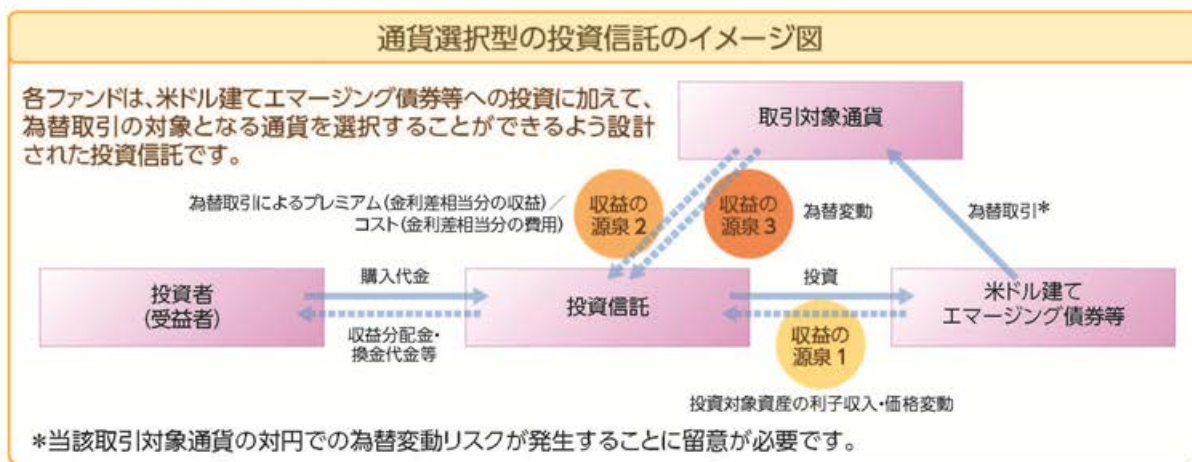 通貨選択型の投資信託のイメージ図
各ファンドは、米ドル建てエマージング債券等への投資に加えて、
為替取引の対象となる通貨を選択することができるよう設計
された投資信託です。
取引対象通貨
為替取引によるプレミアム(金利差相当分の収益)／
コスト(金利差相当分の費用)
収益の
源泉2
収益の
源泉3
為替変動
為替取引*
投資者
(受益者)
購入代金
収益分配金・
換金代金等
投資信託
投資
収益の
源泉1
米ドル建て
エマージング債券等
投資対象資産の利子収入・価格変動
*当該取引対象通貨の対円での為替変動リスクが発生することに留意が必要です。